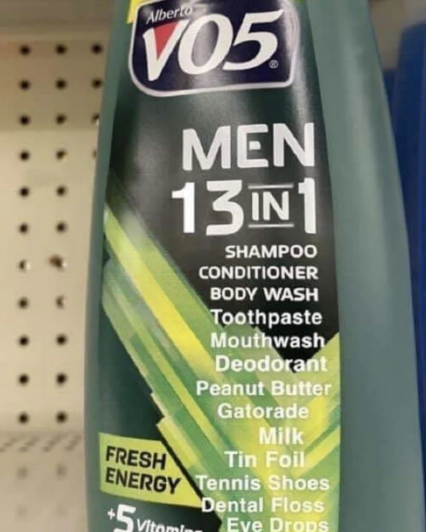 Alberto
VO5®
MEN
13 IN 1
SHAMPOO
CONDITIONER
BODY WASH
Toothpaste
Mouthwash
Deodorant
Peanut Butter
Gatorade
Milk
Tin Foil
Tennis Shoes
Dental Floss
Eye Drops
FRESH
ENERGY
+5 Vitamins